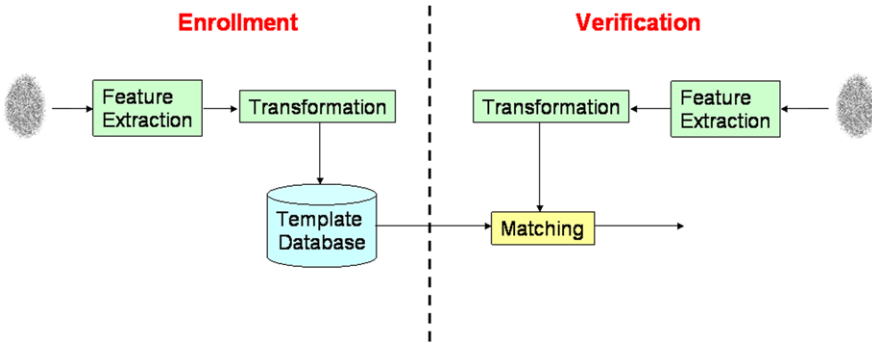 Enrollment
Verification
Feature
Extraction
Transformation
Transformation
Feature
Extraction
Template
Database
Matching